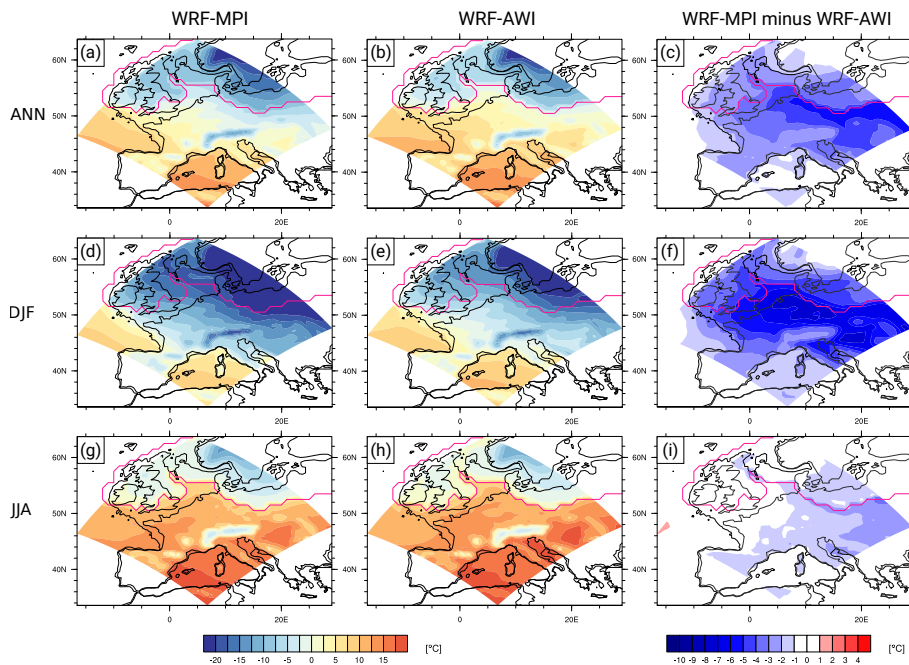 WRF-MPI WRF-AWI WRF-MPI minus WRF-AWI
ANN
(a) (b) (c)
60N 60N 60N
50N 50N 50N
40N 40N 40N
0 20E 0 20E 0 20E
DJF
(d) (e) (f)
60N 60N 60N
50N 50N 50N
40N 40N 40N
0 20E 0 20E 0 20E
JJA
(g) (h) (i)
60N 60N 60N
50N 50N 50N
40N 40N 40N
0 20E 0 20E 0 20E
-20 -15 -10 -5 0 5 10 15 [°C]
-10 -9 -8 -7 -6 -5 -4 -3 -2 -1 0 1 2 3 4 [°C]